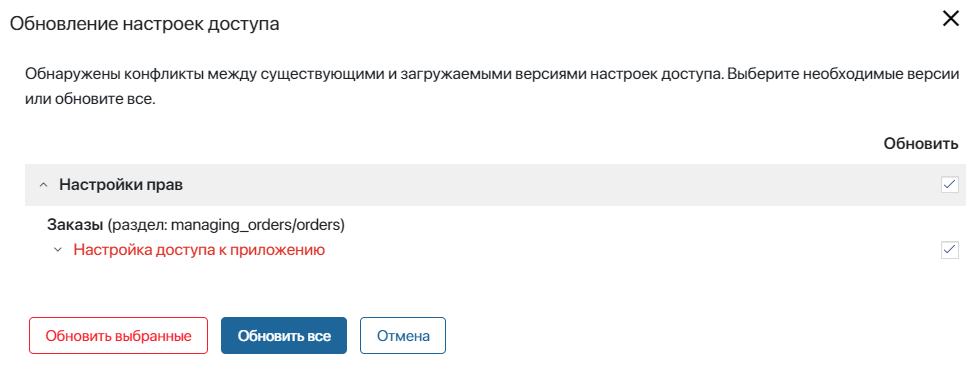 Обновление настроек доступа
Обнаружены конфликты между существующими и загружаемыми версиями настроек доступа. Выберите необходимые версии
или обновите все.
Обновить
Настройки прав
Заказы (раздел: managing_orders/orders)
Настройка доступа к приложению
Обновить выбранные
Обновить все
Отмена